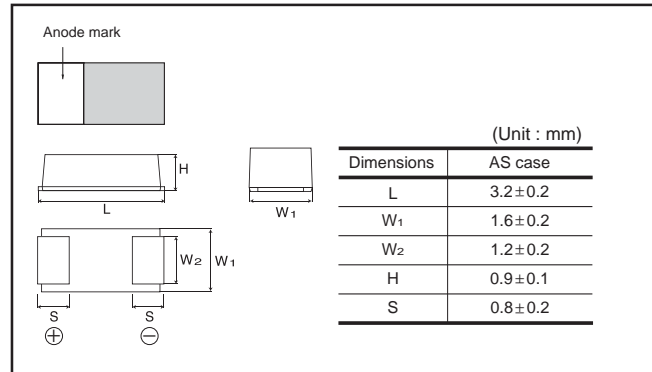 Anode mark
H
L
W1
W2 W1
S S
⊕ ⊖
(Unit : mm)
Dimensions AS case
L 3.2±0.2
W1 1.6±0.2
W2 1.2±0.2
H 0.9±0.1
S 0.8±0.2